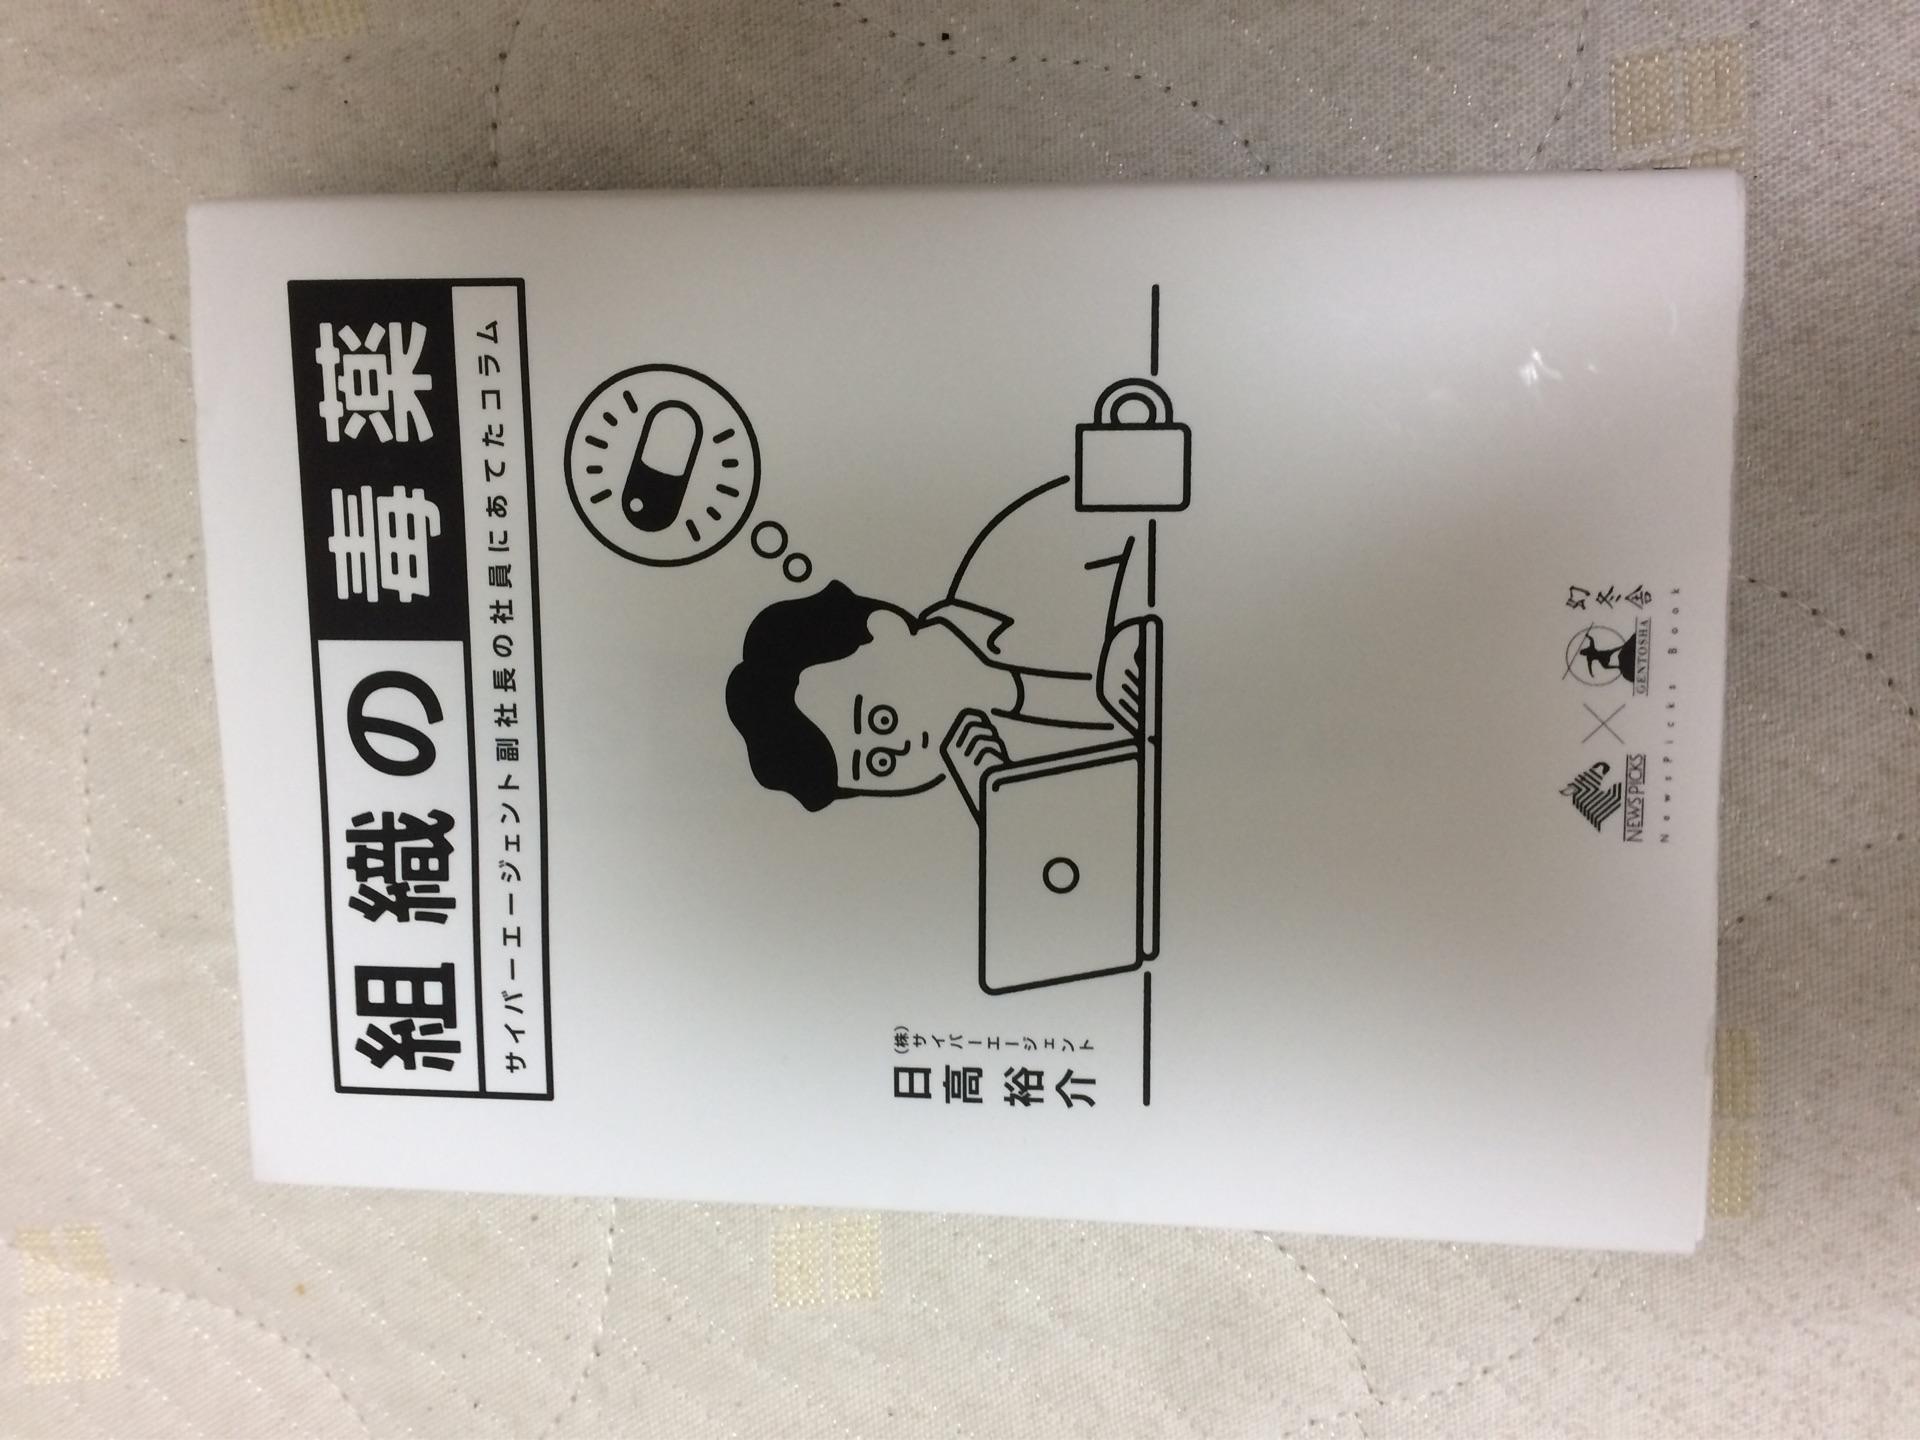 組織の毒薬
サイバーエージェント副社長の社員にあてたコラム
(株)サイバーエージェント
日高裕介
NEWSPICKS
×
GENTOSHA
幻冬舎
NewsPicks Book